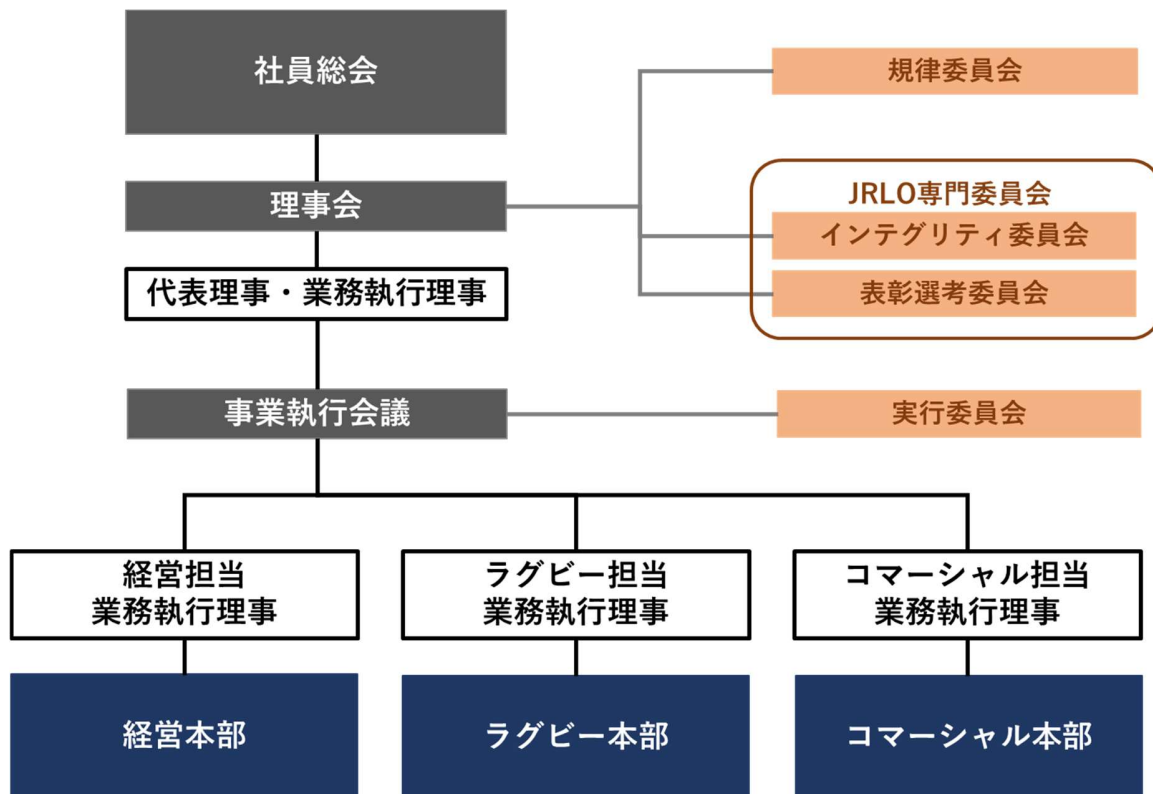 社員総会
規律委員会
理事会
JRLO専門委員会
インテグリティ委員会
表彰選考委員会
代表理事・業務執行理事
事業執行会議
実行委員会
経営担当
業務執行理事
ラグビー担当
業務執行理事
コマーシャル担当
業務執行理事
経営本部
ラグビー本部
コマーシャル本部